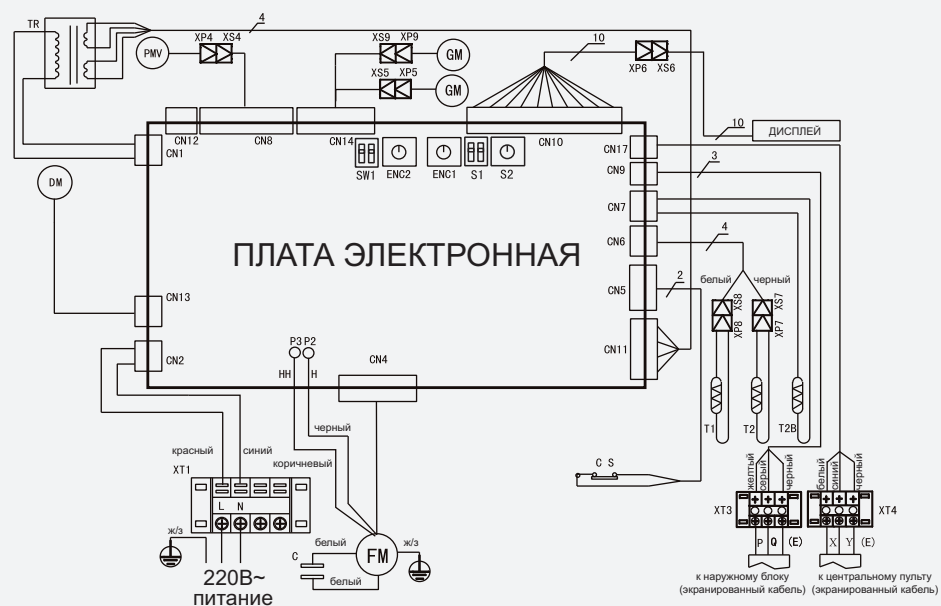 TR
4
PMV
XP4 XS4
XS9 XP9
GM
XS5 XP5
GM
10
XP6 XS6
10
ДИСПЛЕЙ
CN12
CN8
CN14
CN10
CN1
SW1
ENC2
ENC1
S1
S2
CN17
CN9
3
CN7
CN6
4
DM
ПЛАТА ЭЛЕКТРОННАЯ
белый
черный
CN5
2
XP8 XS8
XP7 XS7
CN13
CN2
P3 P2
CN4
CN11
HH
H
T1
T2
T2B
черный
красный
синий
коричневый
XT1
L N
C S
желтый
серый
черный
белый
синий
черный
XT3
XT4
P Q (E)
X Y (E)
ж/з
белый
C
FM
ж/з
белый
220В~
питание
к наружному блоку
(экранированный кабель)
к центральному пульту
(экранированный кабель)